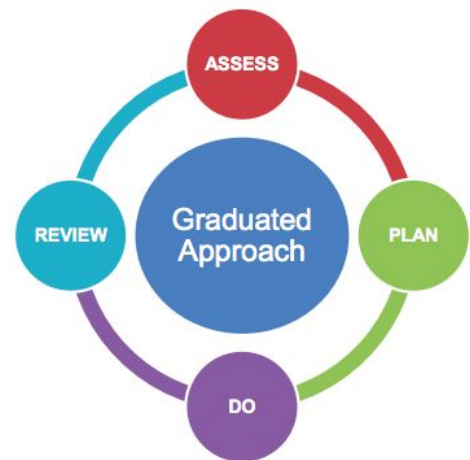 ASSESS
PLAN
DO
REVIEW
Graduated
Approach